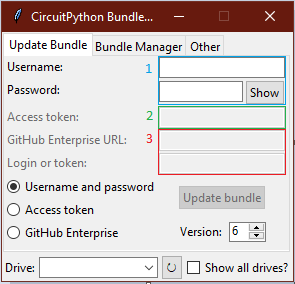 CircuitPython Bundle...
Update Bundle Bundle Manager Other
Username: 1
Password: Show
Access token: 2
GitHub Enterprise URL: 3
Login or token:
Username and password
Access token Update bundle
GitHub Enterprise Version: 6
Drive: Show all drives?